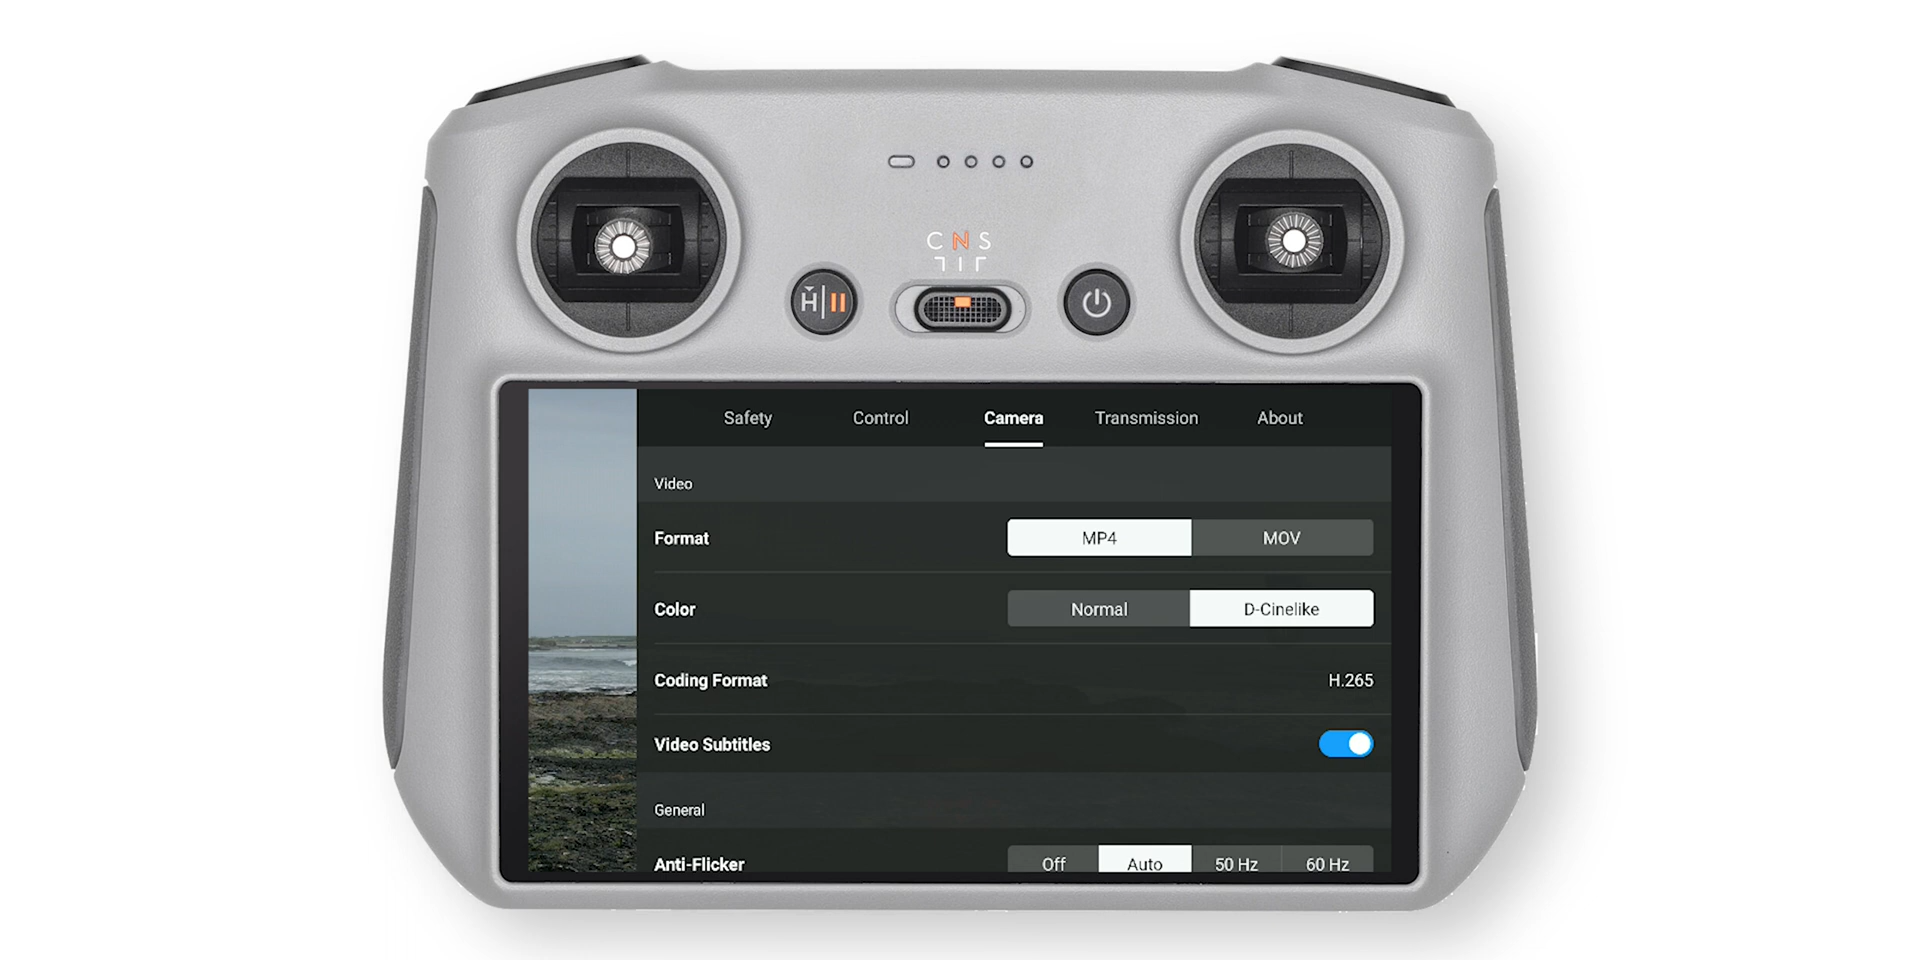 C N S
H
Safety Control Camera Transmission About
Video
Format MP4 MOV
Color Normal D-Cinelike
Coding Format H.265
Video Subtitles
General
Anti-Flicker Off Auto 50 Hz 60 Hz